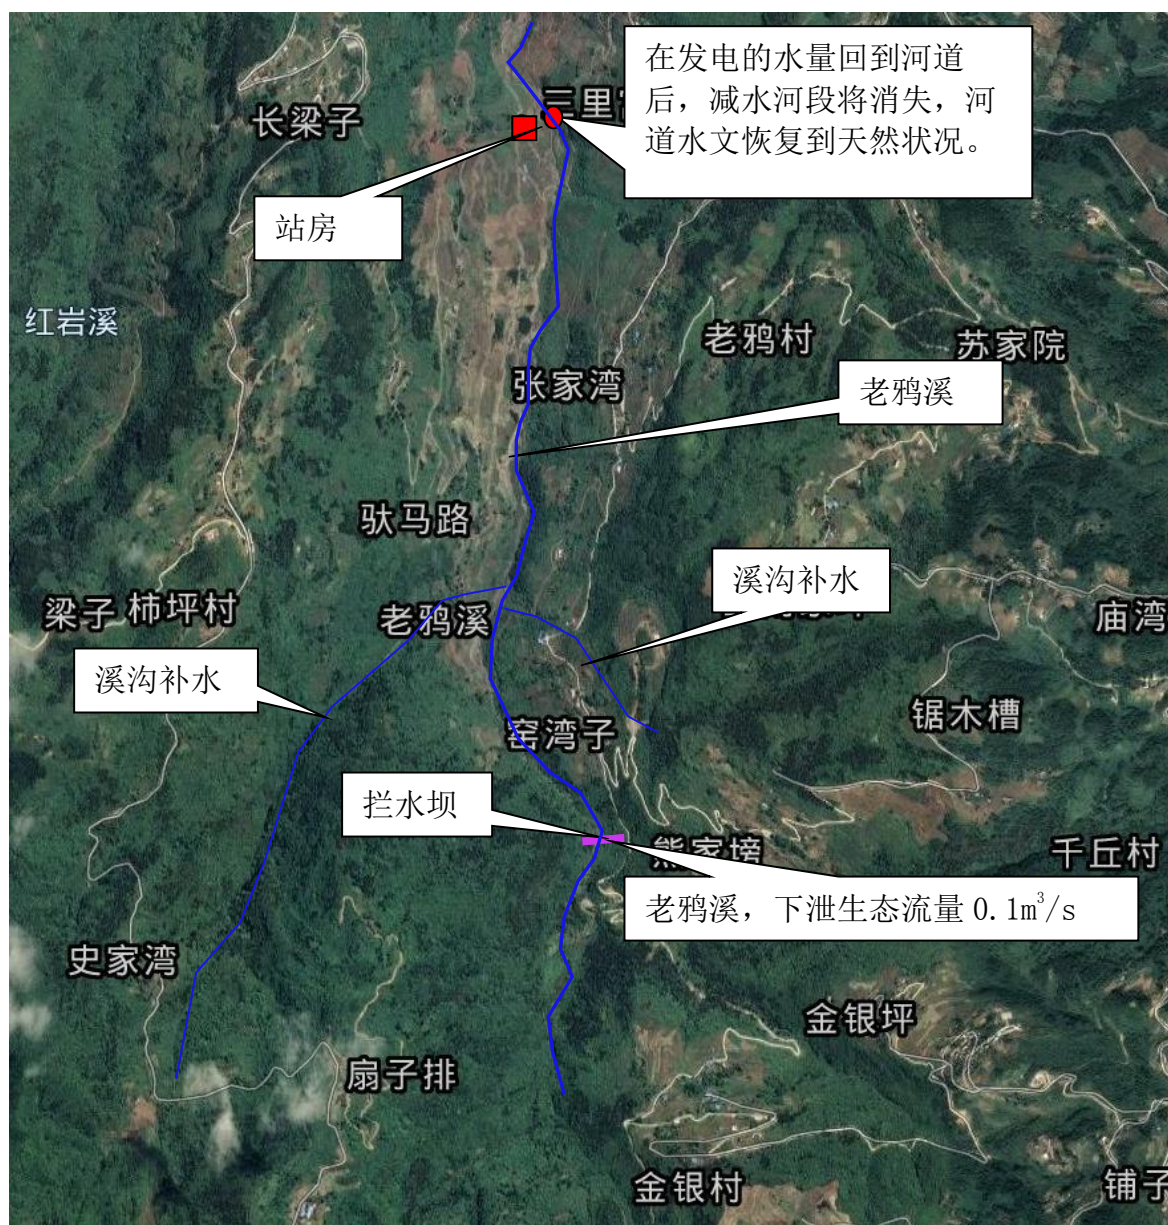 在发电的水量回到河道
后，减水河段将消失，河
道水文恢复到天然状况。
三里
长梁子
站房
红岩溪
老鸦村
苏家院
张家湾
老鸦溪
驮马路
溪沟补水
梁子
柿坪村
老鸦溪
庙湾
溪沟补水
锯木槽
窑湾子
拦水坝
熊家塝
千丘村
老鸦溪，下泄生态流量 0.1m³/s
史家湾
金银坪
扇子排
金银村
铺子